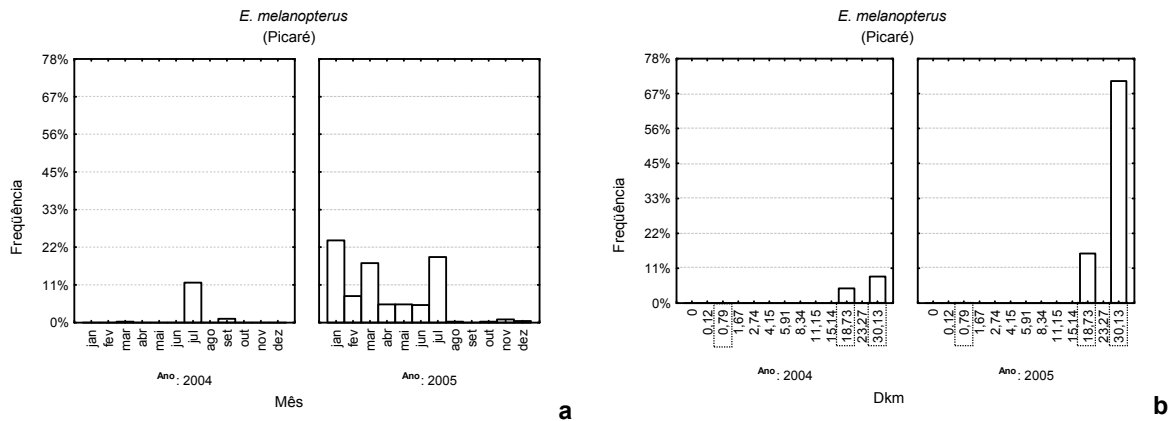 E. melanopterus
(Picaré)
Freqüência
78%
67%
56%
45%
33%
22%
11%
0%
jan fev mar abr mai jun jul ago set out nov dez
jan fev mar abr mai jun jul ago set out nov dez
Ano: 2004
Ano: 2005
Mês
a
E. melanopterus
(Picaré)
Freqüência
78%
67%
56%
45%
33%
22%
11%
0%
0 0,12 0,79 1,67 2,74 4,15 5,91 8,34 11,15 15,14 18,73 23,27 30,13
0 0,12 0,79 1,67 2,74 4,15 5,91 8,34 11,15 15,14 18,73 23,27 30,13
Ano: 2004
Ano: 2005
Dkm
b